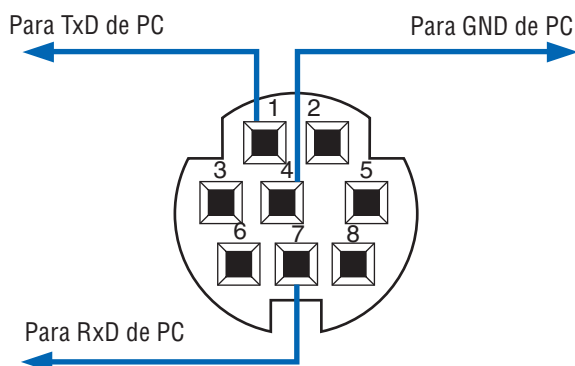 Para TxD de PC
Para GND de PC
1 2
3 4 5
6 7 8
Para RxD de PC